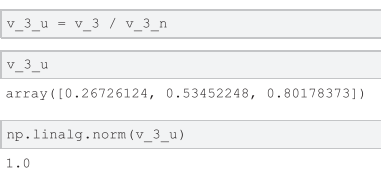 v_3_u = v_3 / v_3_n
v_3_u
array([0.26726124, 0.53452248, 0.80178373])
np.linalg.norm(v_3_u)
1.0